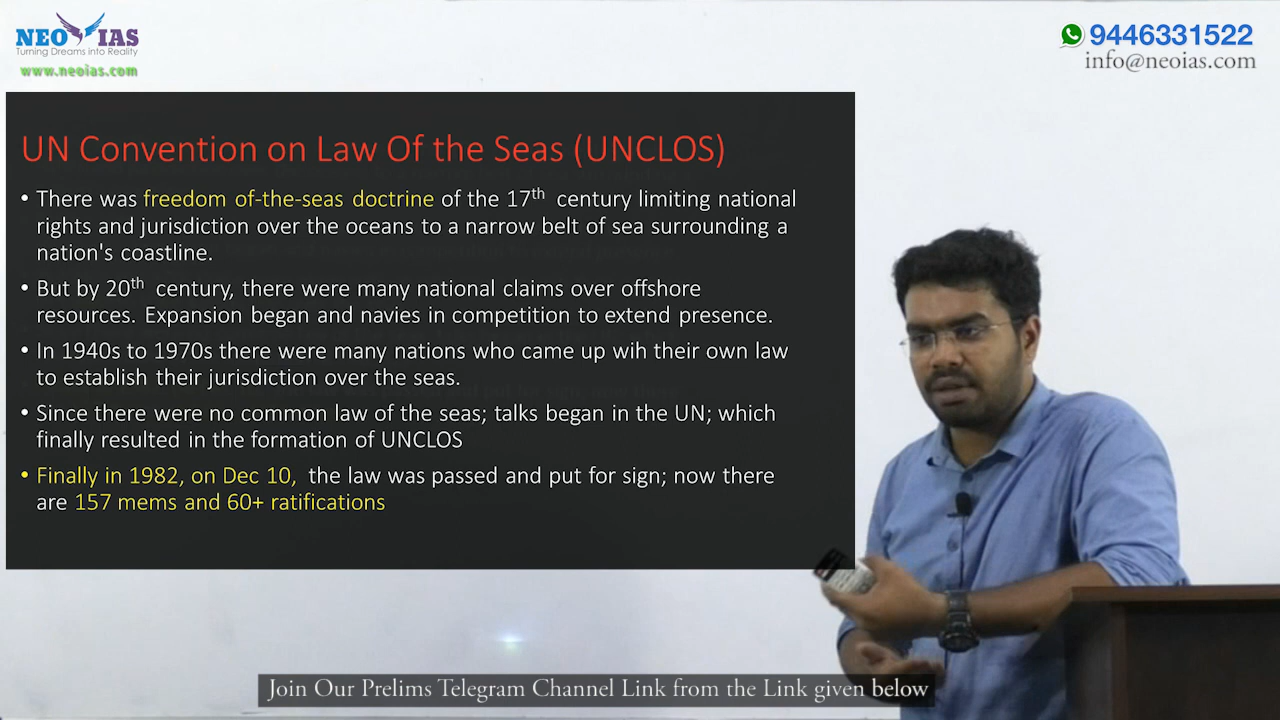 NEO IAS
Turning Dreams into Reality
www.neoias.com
9446331522
info@neoias.com
UN Convention on Law Of the Seas (UNCLOS)
• There was freedom of-the-seas doctrine of the 17th century limiting national
rights and jurisdiction over the oceans to a narrow belt of sea surrounding a
nation's coastline.
• But by 20th century, there were many national claims over offshore
resources. Expansion began and navies in competition to extend presence.
• In 1940s to 1970s there were many nations who came up wih their own law
to establish their jurisdiction over the seas.
• Since there were no common law of the seas; talks began in the UN; which
finally resulted in the formation of UNCLOS
• Finally in 1982, on Dec 10, the law was passed and put for sign; now there
are 157 mems and 60+ ratifications
Join Our Prelims Telegram Channel Link from the Link given below